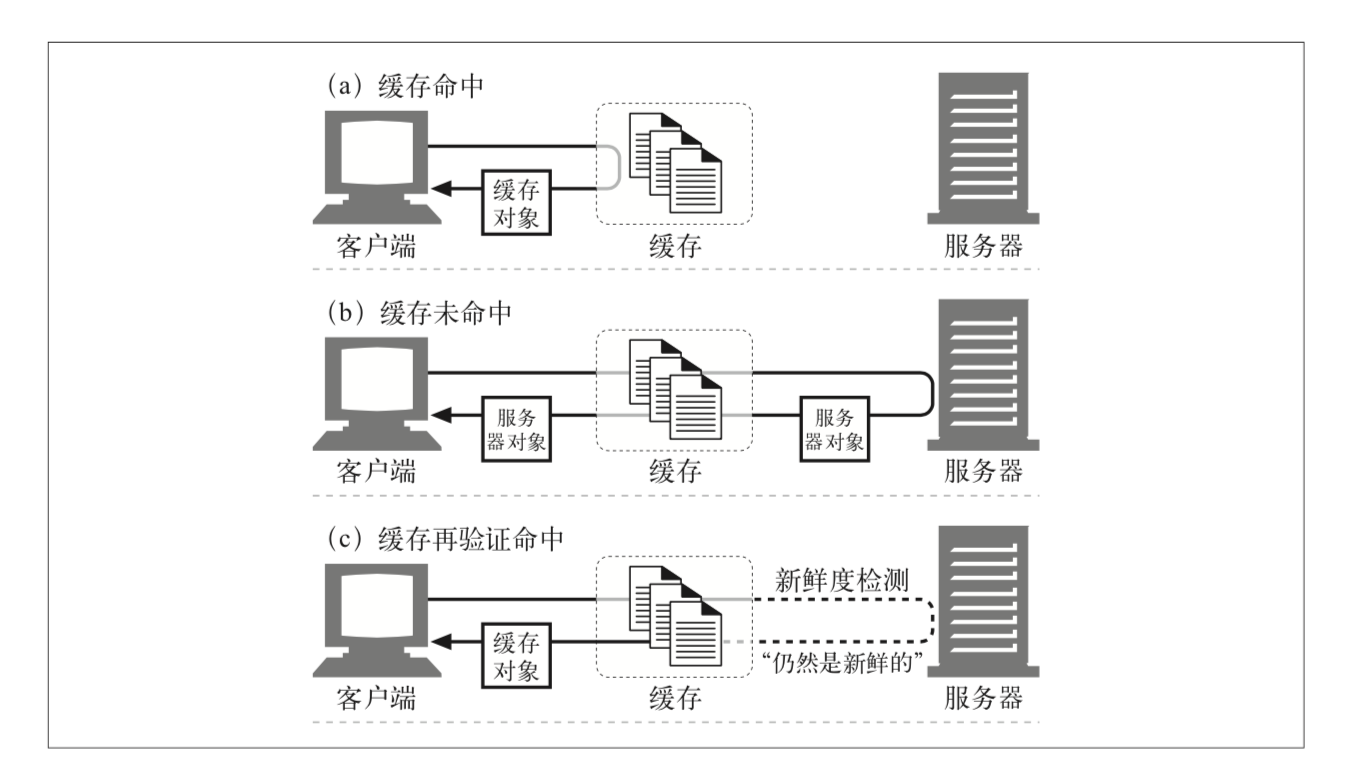 (a) 缓存命中
缓存
对象
客户端
缓存
服务器
(b) 缓存未命中
服务
器对象
服务
器对象
客户端
缓存
服务器
(c) 缓存再验证命中
新鲜度检测
缓存
对象
“仍然是新鲜的”
客户端
缓存
服务器